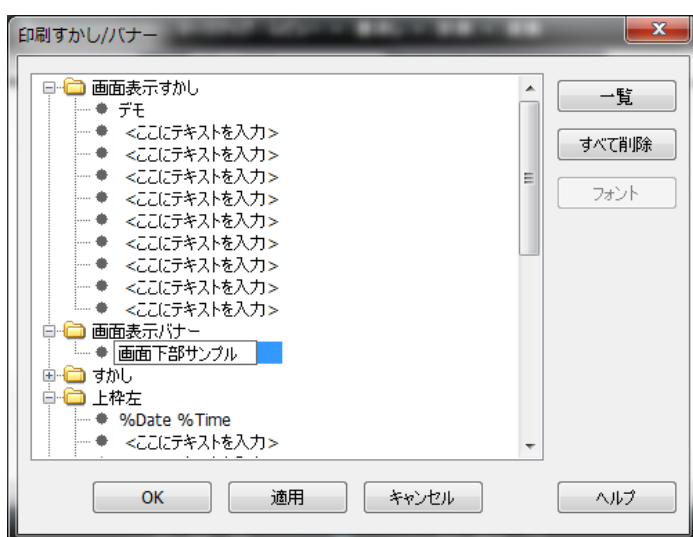 印刷すかし/バナー
画面表示すかし
デモ
<ここにテキストを入力>
<ここにテキストを入力>
<ここにテキストを入力>
<ここにテキストを入力>
<ここにテキストを入力>
<ここにテキストを入力>
<ここにテキストを入力>
<ここにテキストを入力>
<ここにテキストを入力>
画面表示バナー
画面下部サンプル
すかし
上枠左
%Date %Time
<ここにテキストを入力>
一覧
すべて削除
フォント
OK
適用
キャンセル
ヘルプ